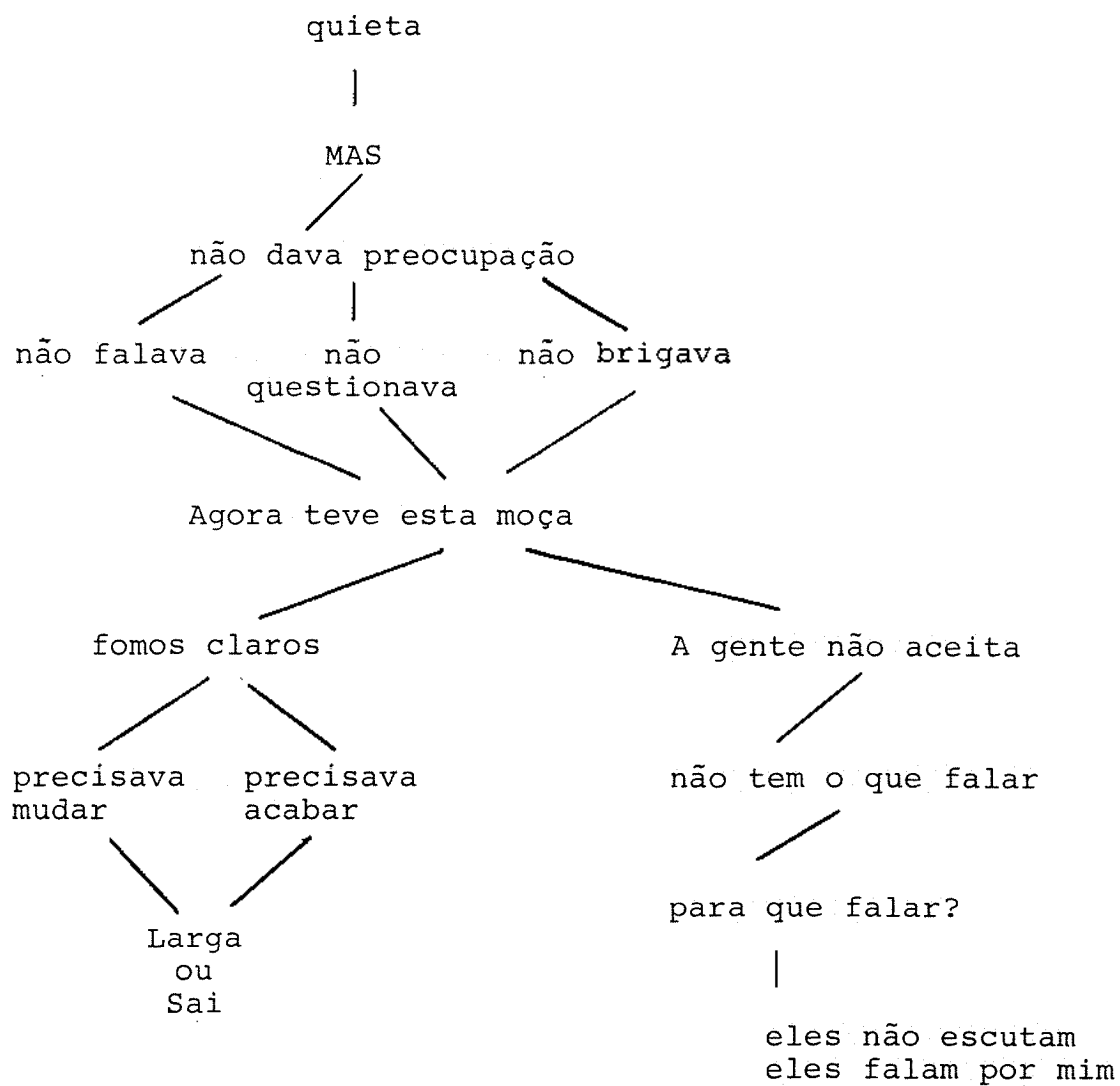 quieta
MAS
não dava preocupação
não falava
não
questionava
não brigava
Agora teve esta moça
fomos claros
A gente não aceita
precisava
mudar
precisava
acabar
não tem o que falar
para que falar?
Larga
ou
Sai
eles não escutam
eles falam por mim